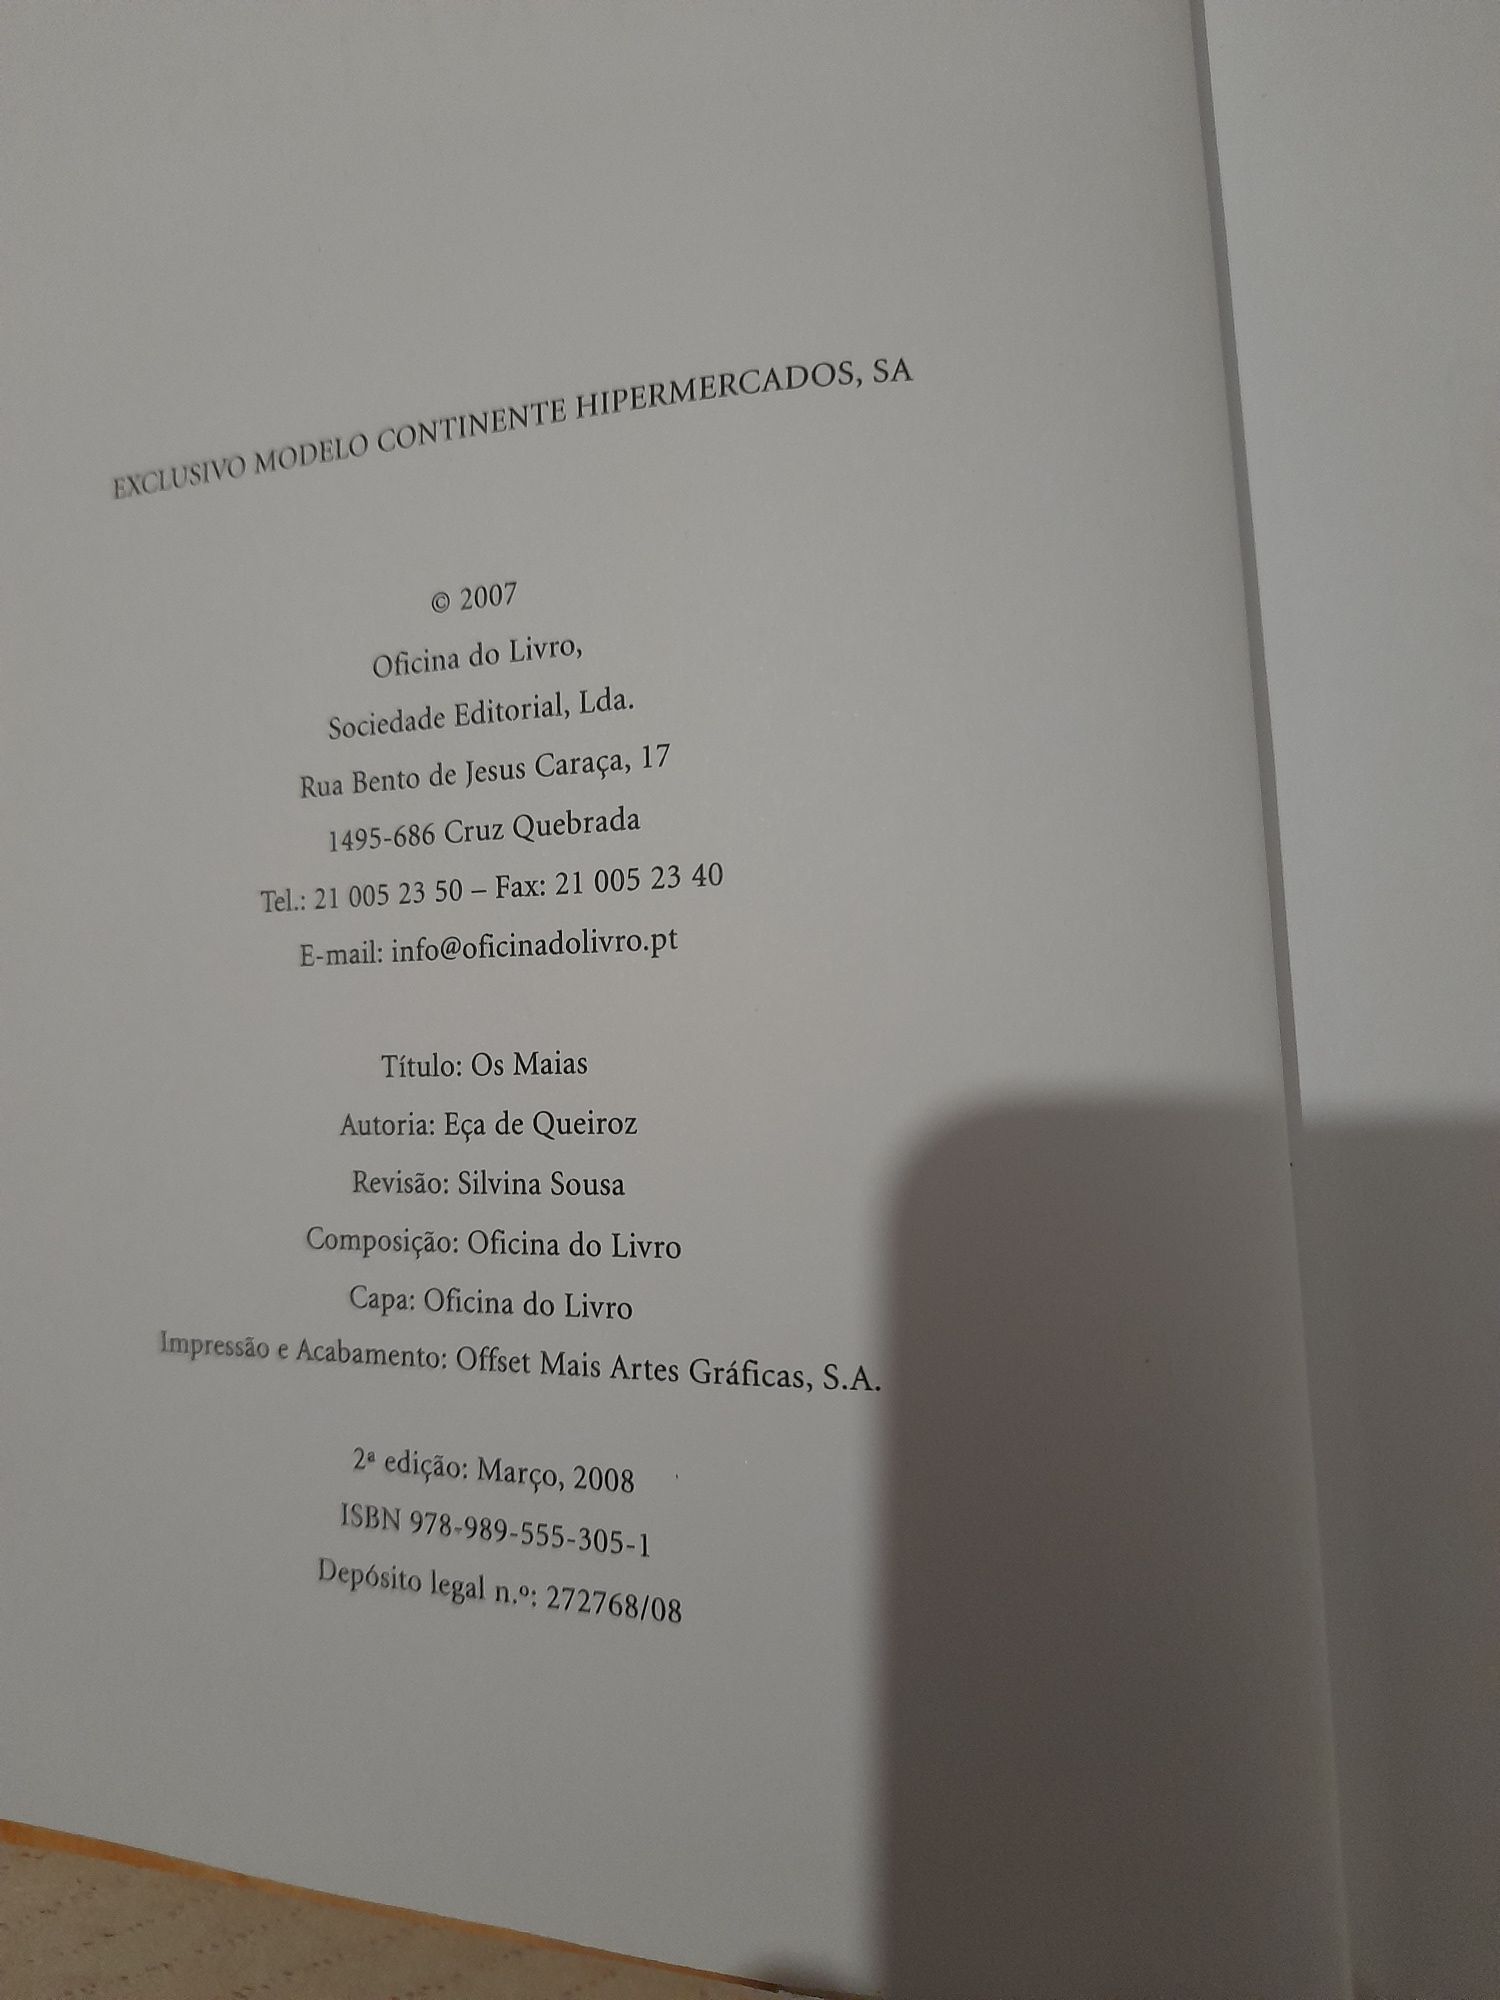 EXCLUSIVO MODELO CONTINENTE HIPERMERCADOS, SA
© 2007
Oficina do Livro,
Sociedade Editorial, Lda.
Rua Bento de Jesus Caraça, 17
1495-686 Cruz Quebrada
Tel.: 21 005 23 50 – Fax: 21 005 23 40
E-mail: info@oficinadolivro.pt
Título: Os Maias
Autoria: Eça de Queiroz
Revisão: Silvina Sousa
Composição: Oficina do Livro
Capa: Oficina do Livro
Impressão e Acabamento: Offset Mais Artes Gráficas, S.A.
2ª edição: Março, 2008
ISBN 978-989-555-305-1
Depósito legal n.º: 272768/08